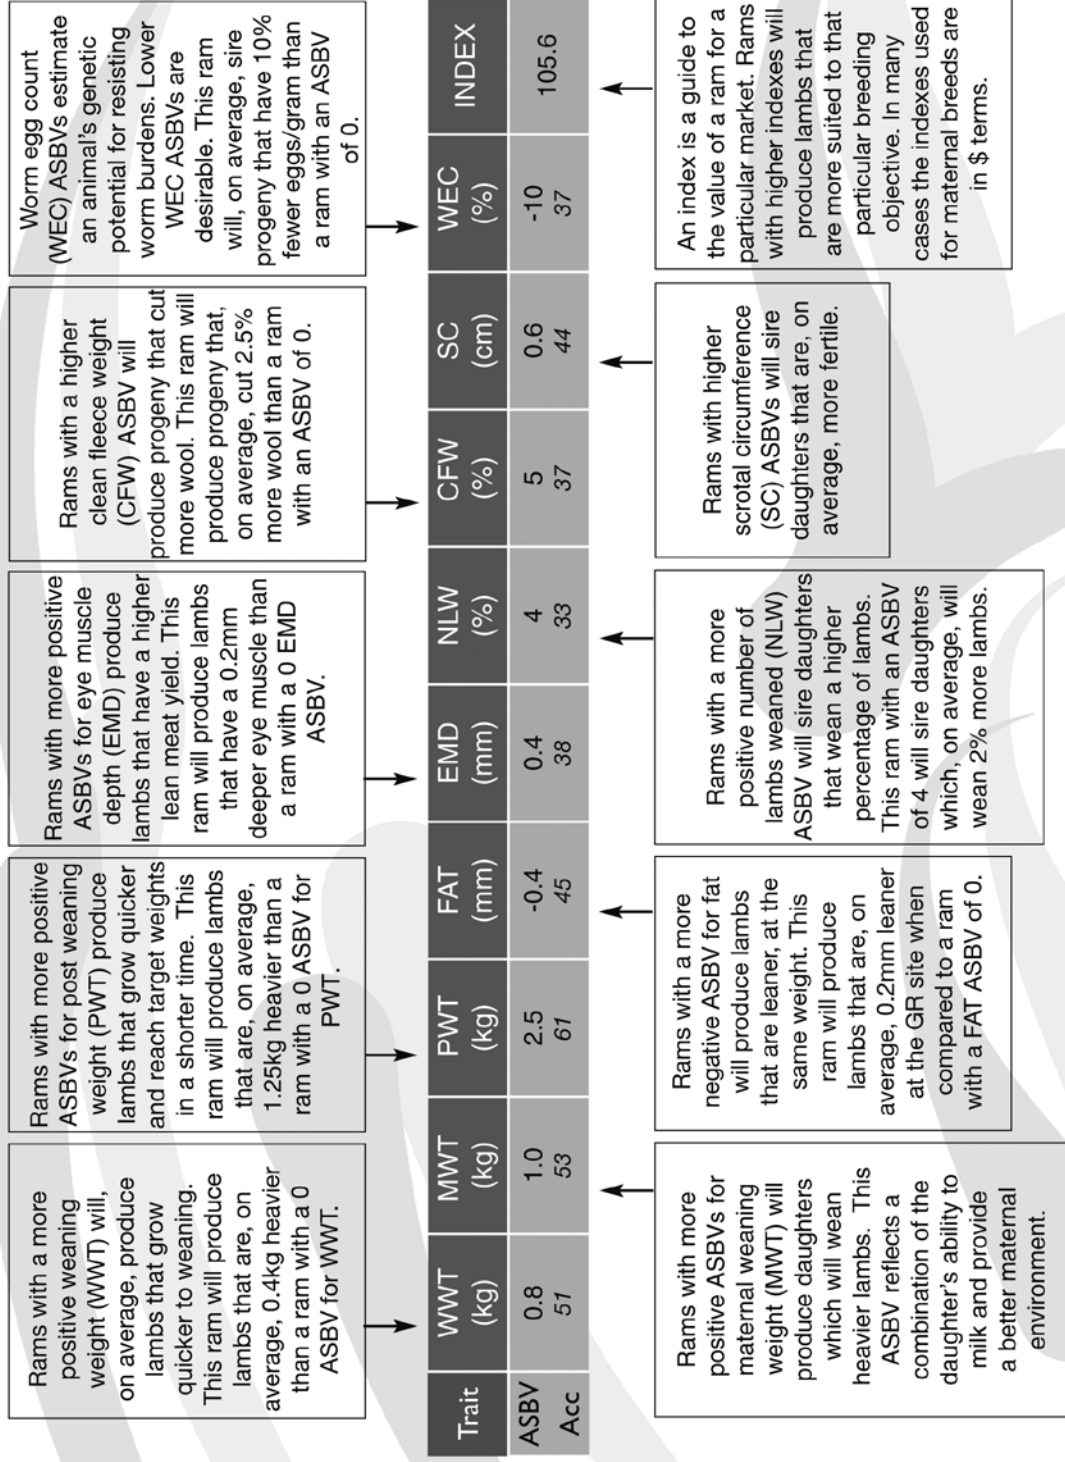 Rams with a more
positive weaning
weight (WWT) will,
on average, produce
lambs that grow
quicker to weaning.
This ram will produce
lambs that are, on
average, 0.4kg heavier
than a ram with a 0
ASBV for WWT.
Rams with more positive
ASBVs for post weaning
weight (PWT) produce
lambs that grow quicker
and reach target weights
in a shorter time. This
ram will produce lambs
that are, on average,
1.25kg heavier than a
ram with a 0 ASBV for
PWT.
Rams with more positive
ASBVs for eye muscle
depth (EMD) produce
lambs that have a higher
lean meat yield. This
ram will produce lambs
that have a 0.2mm
deeper eye muscle than
a ram with a 0 EMD
ASBV.
Rams with a higher
clean fleece weight
(CFW) ASBV will
produce progeny that cut
more wool. This ram will
produce progeny that,
on average, cut 2.5%
more wool than a ram
with an ASBV of 0.
Worm egg count
(WEC) ASBVs estimate
an animal's genetic
potential for resisting
worm burdens. Lower
WEC ASBVs are
desirable. This ram
will, on average, sire
progeny that have 10%
fewer eggs/gram than
a ram with an ASBV
of 0.
Trait WWT (kg) MWT (kg) PWT (kg) FAT (mm) EMD (mm) NLW (%) CFW (%) SC (cm) WEC (%) INDEX
ASBV 0.8 1.0 2.5 -0.4 0.4 4 5 0.6 -10 105.6
Acc 51 53 61 45 38 33 37 44 37
Rams with more
positive ASBVs for
maternal weaning
weight (MWT) will
produce daughters
which will wean
heavier lambs. This
ASBV reflects a
combination of the
daughter's ability to
milk and provide
a better maternal
environment.
Rams with a more
negative ASBV for fat
will produce lambs
that are leaner, at the
same weight. This
ram will produce
lambs that are, on
average, 0.2mm leaner
at the GR site when
compared to a ram
with a FAT ASBV of 0.
Rams with a more
positive number of
lambs weaned (NLW)
ASBV will sire daughters
that wean a higher
percentage of lambs.
This ram with an ASBV
of 4 will sire daughters
which, on average, will
wean 2% more lambs.
Rams with higher
scrotal circumference
(SC) ASBVs will sire
daughters that are, on
average, more fertile.
An index is a guide to
the value of a ram for a
particular market. Rams
with higher indexes will
produce lambs that
are more suited to that
particular breeding
objective. In many
cases the indexes used
for maternal breeds are
in $ terms.